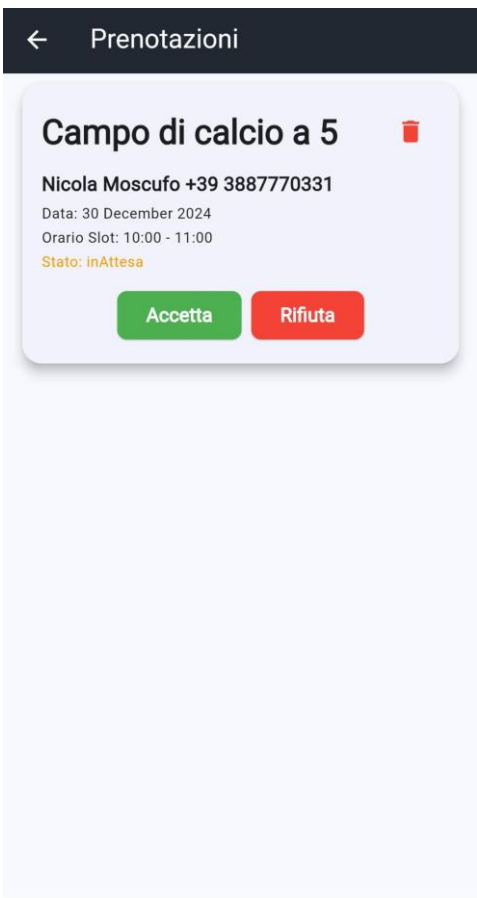 Prenotazioni
Campo di calcio a 5
Nicola Moscufo +39 3887770331
Data: 30 December 2024
Orario Slot: 10:00 - 11:00
Stato: inAttesa
Accetta Rifiuta